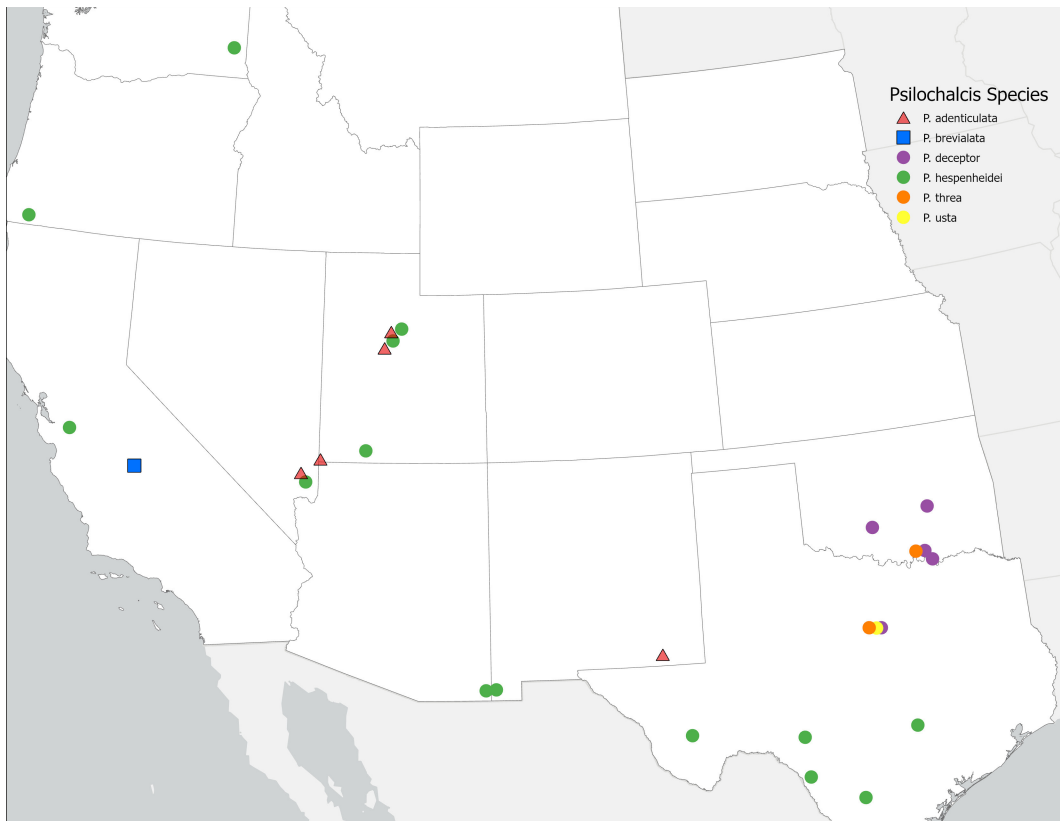 Psilochalcis Species
P. adenticulata
P. brevialata
P. deceptor
P. hespenheidei
P. threa
P. usta